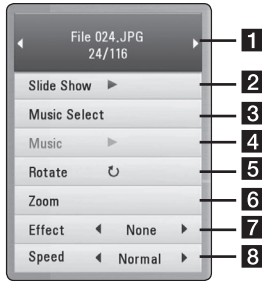 File 024.JPG
24/116
1
Slide Show
2
Music Select
3
Music
4
Rotate
5
Zoom
6
Effect None
7
Speed Normal
8